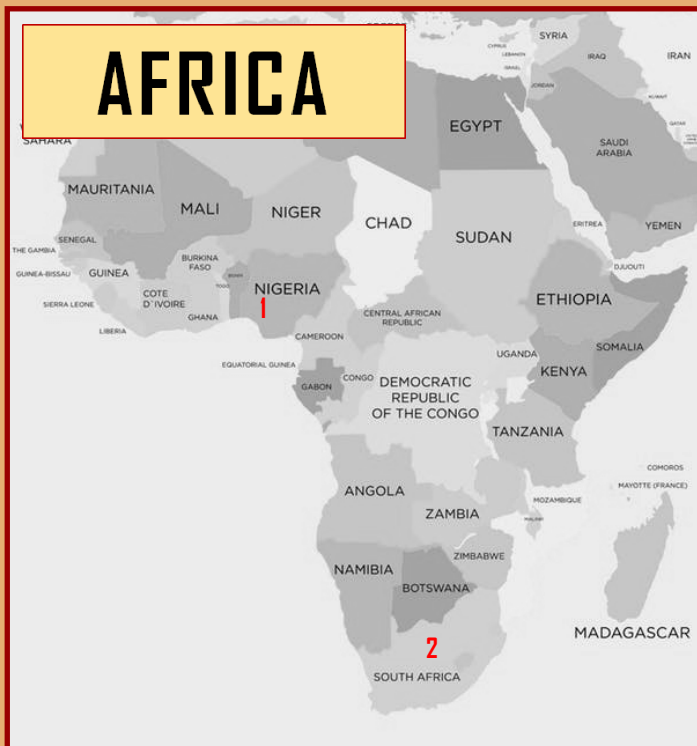 AFRICA
SYRIA
CYPRUS
LEBANON
ISRAEL
IRAQ
IRAN
JORDAN
KUWAIT
EGYPT
QATAR
SAHARA
SAUDI
ARABIA
MAURITANIA
MALI
NIGER
CHAD
SUDAN
ERITREA
YEMEN
SENEGAL
THE GAMBIA
BURKINA
FASO
DJIJOUTI
GUINEA-BISSAU
GUINEA
BENIN
TOGO
NIGERIA
1
ETHIOPIA
SIERRA LEONE
COTE
D'IVOIRE
GHANA
CENTRAL AFRICAN
REPUBLIC
LIBERIA
CAMEROON
SOMALIA
UGANDA
EQUATORIAL GUINEA
KENYA
GABON
CONGO
DEMOCRATIC
REPUBLIC
OF THE CONGO
TANZANIA
COMOROS
MAYOTTE (FRANCE)
ANGOLA
MOZAMBIQUE
ZAMBIA
MALAWI
ZIMBABWE
NAMIBIA
BOTSWANA
MADAGASCAR
2
SOUTH AFRICA